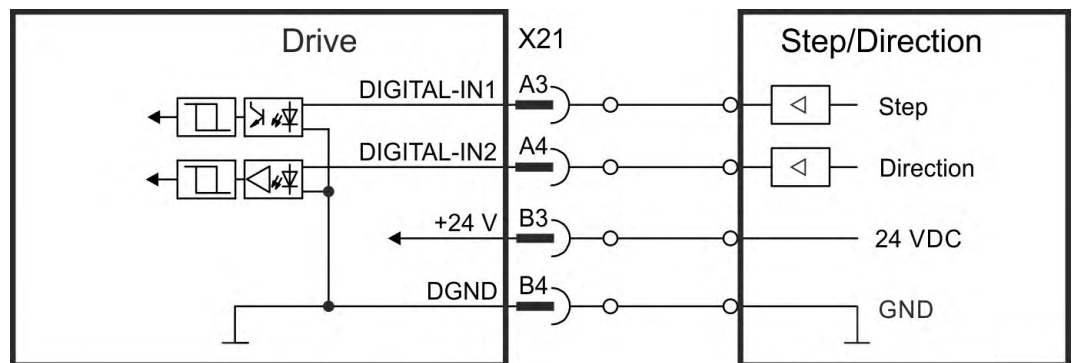 Drive X21 Step/Direction
DIGITAL-IN1 A3 Step
DIGITAL-IN2 A4 Direction
+24 V B3 24 VDC
DGND B4 GND